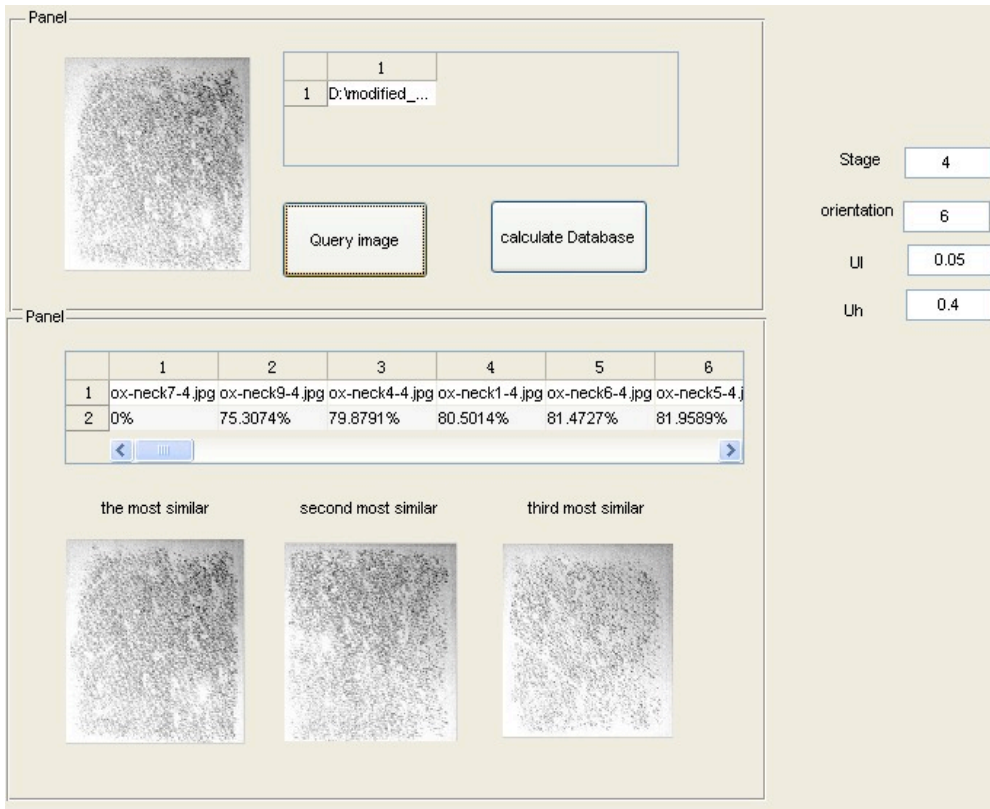 Panel
1
1 D:\modified_...
Query image
calculate Database
Stage 4
orientation 6
Ul 0.05
Uh 0.4
Panel
1 2 3 4 5 6
1 ox-neck7-4.jpg ox-neck9-4.jpg ox-neck4-4.jpg ox-neck1-4.jpg ox-neck6-4.jpg ox-neck5-4.j
2 0% 75.3074% 79.8791% 80.5014% 81.4727% 81.9589%
the most similar second most similar third most similar